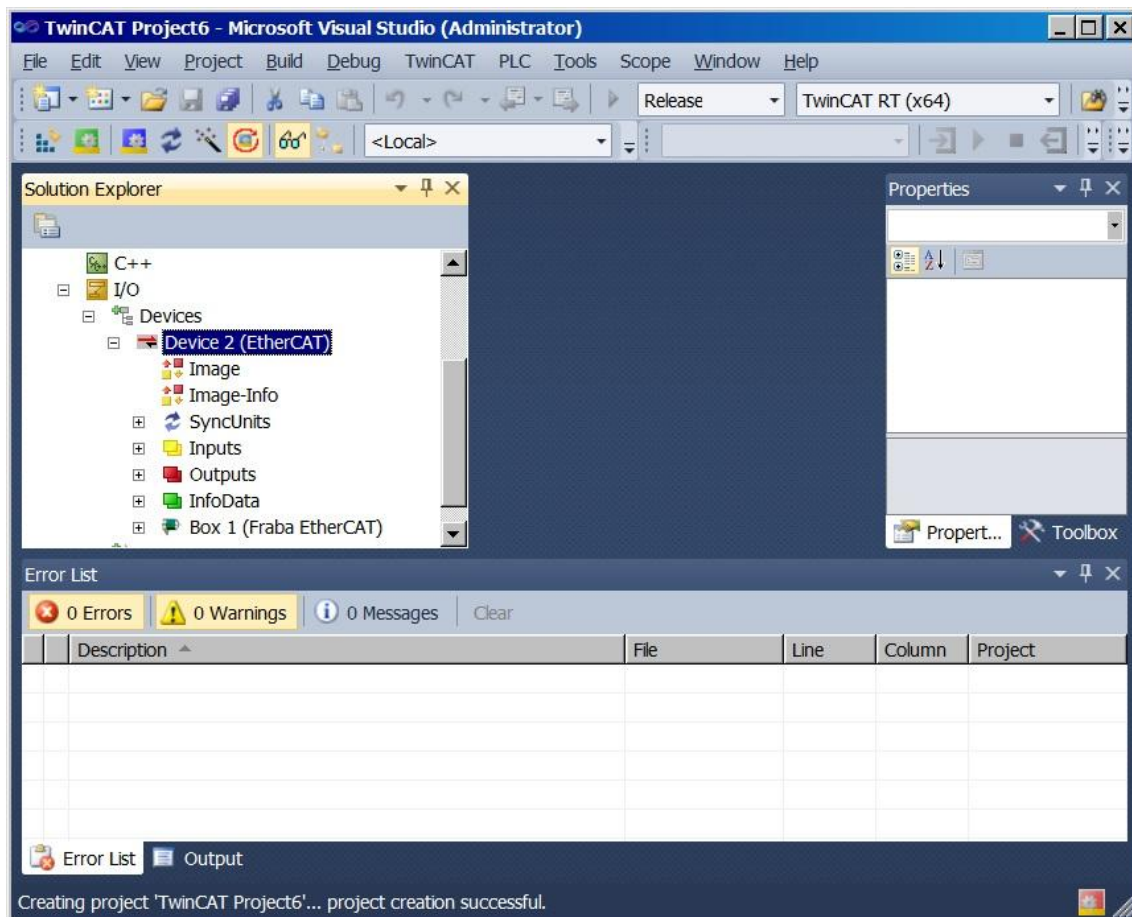 TwinCAT Project6 - Microsoft Visual Studio (Administrator)
File Edit View Project Build Debug TwinCAT PLC Tools Scope Window Help
Release TwinCAT RT (x64)
<Local>
Solution Explorer
Properties
C++
I/O
Devices
Device 2 (EtherCAT)
Image
Image-Info
SyncUnits
Inputs
Outputs
InfoData
Box 1 (Fraba EtherCAT)
Propert... Toolbox
Error List
0 Errors 0 Warnings 0 Messages Clear
Description File Line Column Project
Error List Output
Creating project 'TwinCAT Project6'... project creation successful.